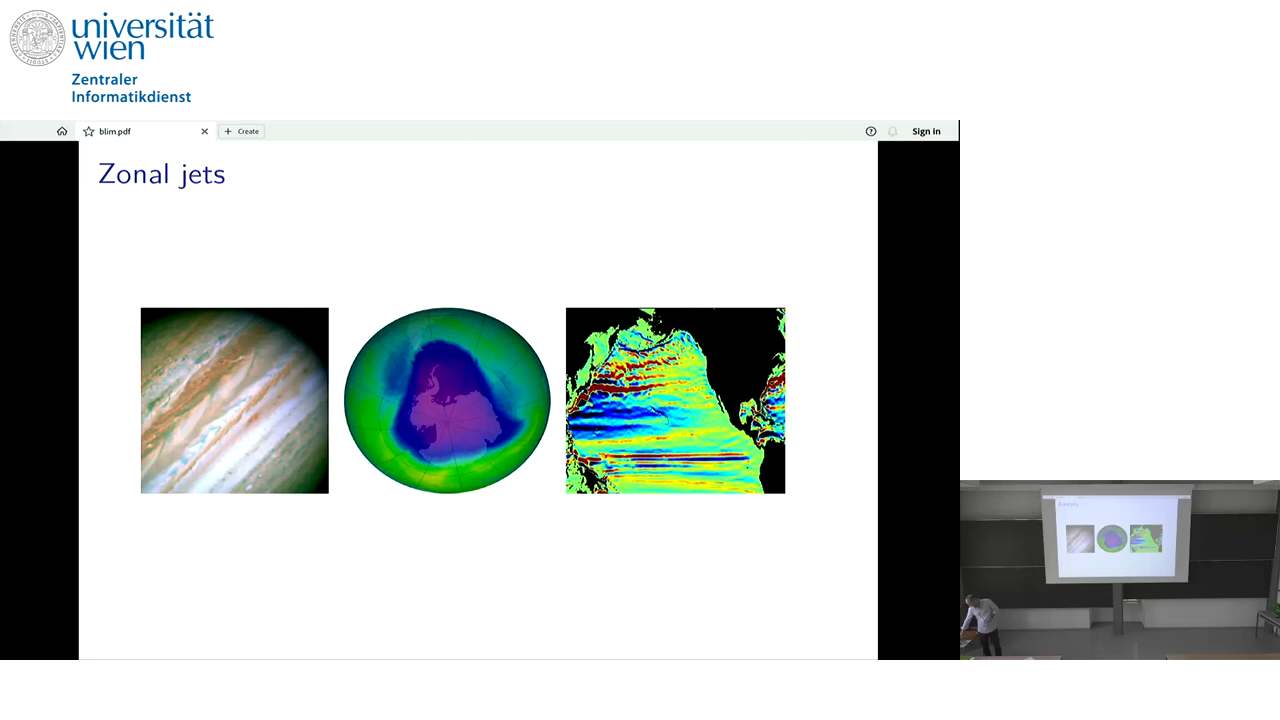 universität
wien
Zentraler
Informatikdienst
blim.pdf
Create
Sign in
Zonal jets